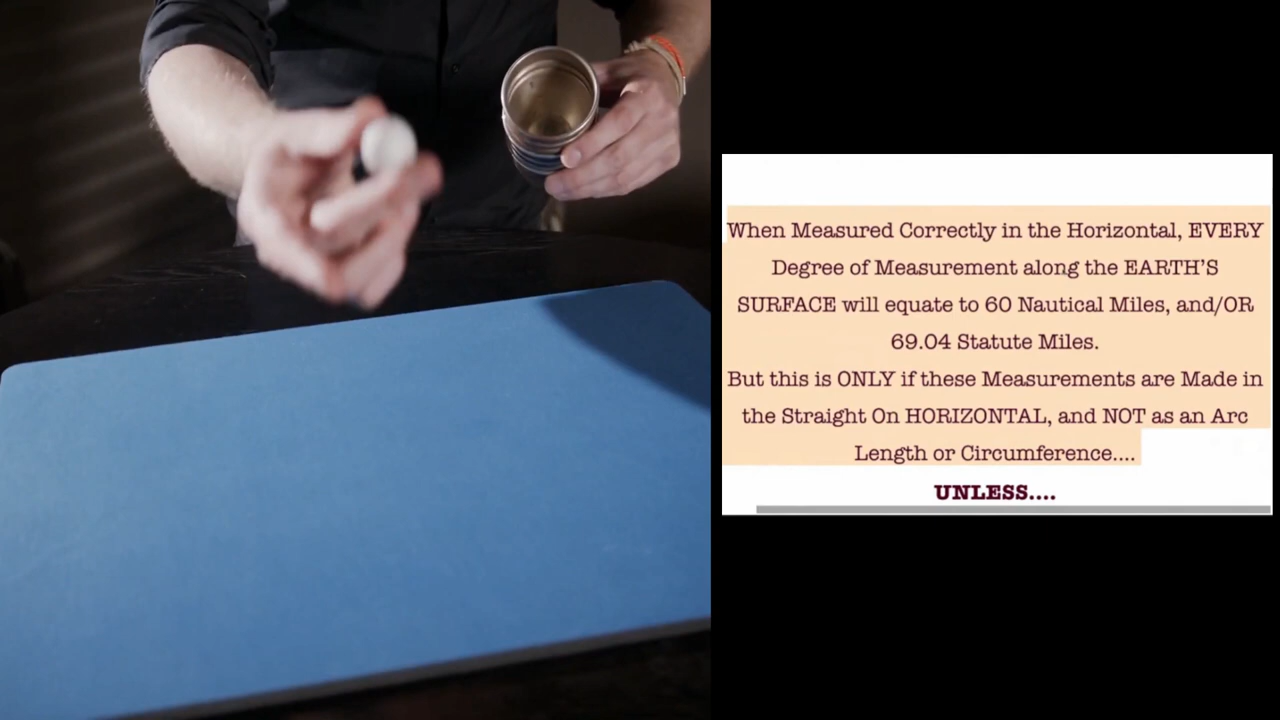 When Measured Correctly in the Horizontal, EVERY
Degree of Measurement along the EARTH'S
SURFACE will equate to 60 Nautical Miles, and/OR
69.04 Statute Miles.
But this is ONLY if these Measurements are Made in
the Straight On HORIZONTAL, and NOT as an Arc
Length or Circumference....
UNLESS....